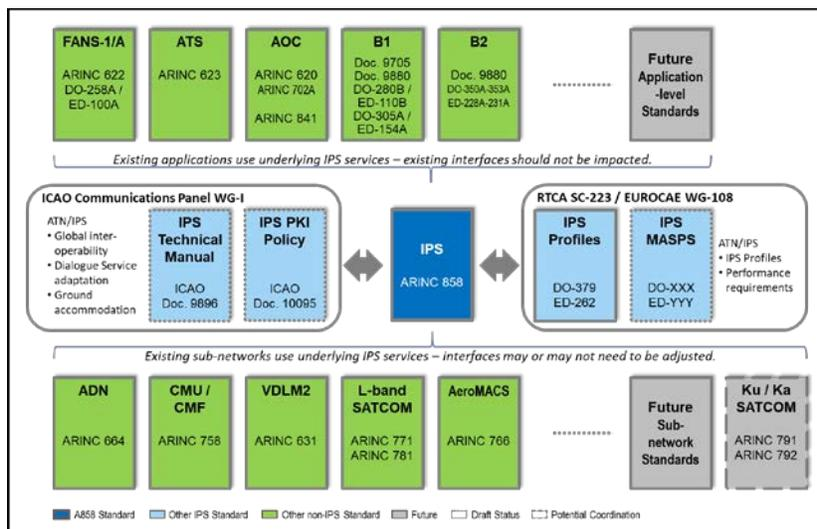 FANS-1/A
ARINC 622
DO-258A /
ED-100A
ATS
ARINC 623
AOC
ARINC 620
ARINC 702A
ARINC 841
B1
Doc. 9705
Doc. 9880
DO-280B /
ED-110B
DO-305A /
ED-154A
B2
Doc. 9880
DO-350A-353A
ED-228A-231A
Future
Application
-level
Standards
Existing applications use underlying IPS services – existing interfaces should not be impacted.
ICAO Communications Panel WG-I
ATN/IPS
• Global inter-
operability
• Dialogue Service
adaptation
• Ground
accommodation
IPS
Technical
Manual
ICAO
Doc. 9896
IPS PKI
Policy
ICAO
Doc. 10095
IPS
ARINC 858
RTCA SC-223 / EUROCAE WG-108
IPS
Profiles
DO-379
ED-262
IPS
MASPS
DO-XXX
ED-YYY
ATN/IPS
• IPS Profiles
• Performance
requirements
Existing sub-networks use underlying IPS services – interfaces may or may not need to be adjusted.
ADN
ARINC 664
CMU /
CMF
ARINC 758
VDLM2
ARINC 631
L-band
SATCOM
ARINC 771
ARINC 781
AeroMACS
ARINC 766
Future
Sub-
network
Standards
Ku / Ka
SATCOM
ARINC 791
ARINC 792
A858 Standard
Other IPS Standard
Other non-IPS Standard
Future
Draft Status
Potential Coordination